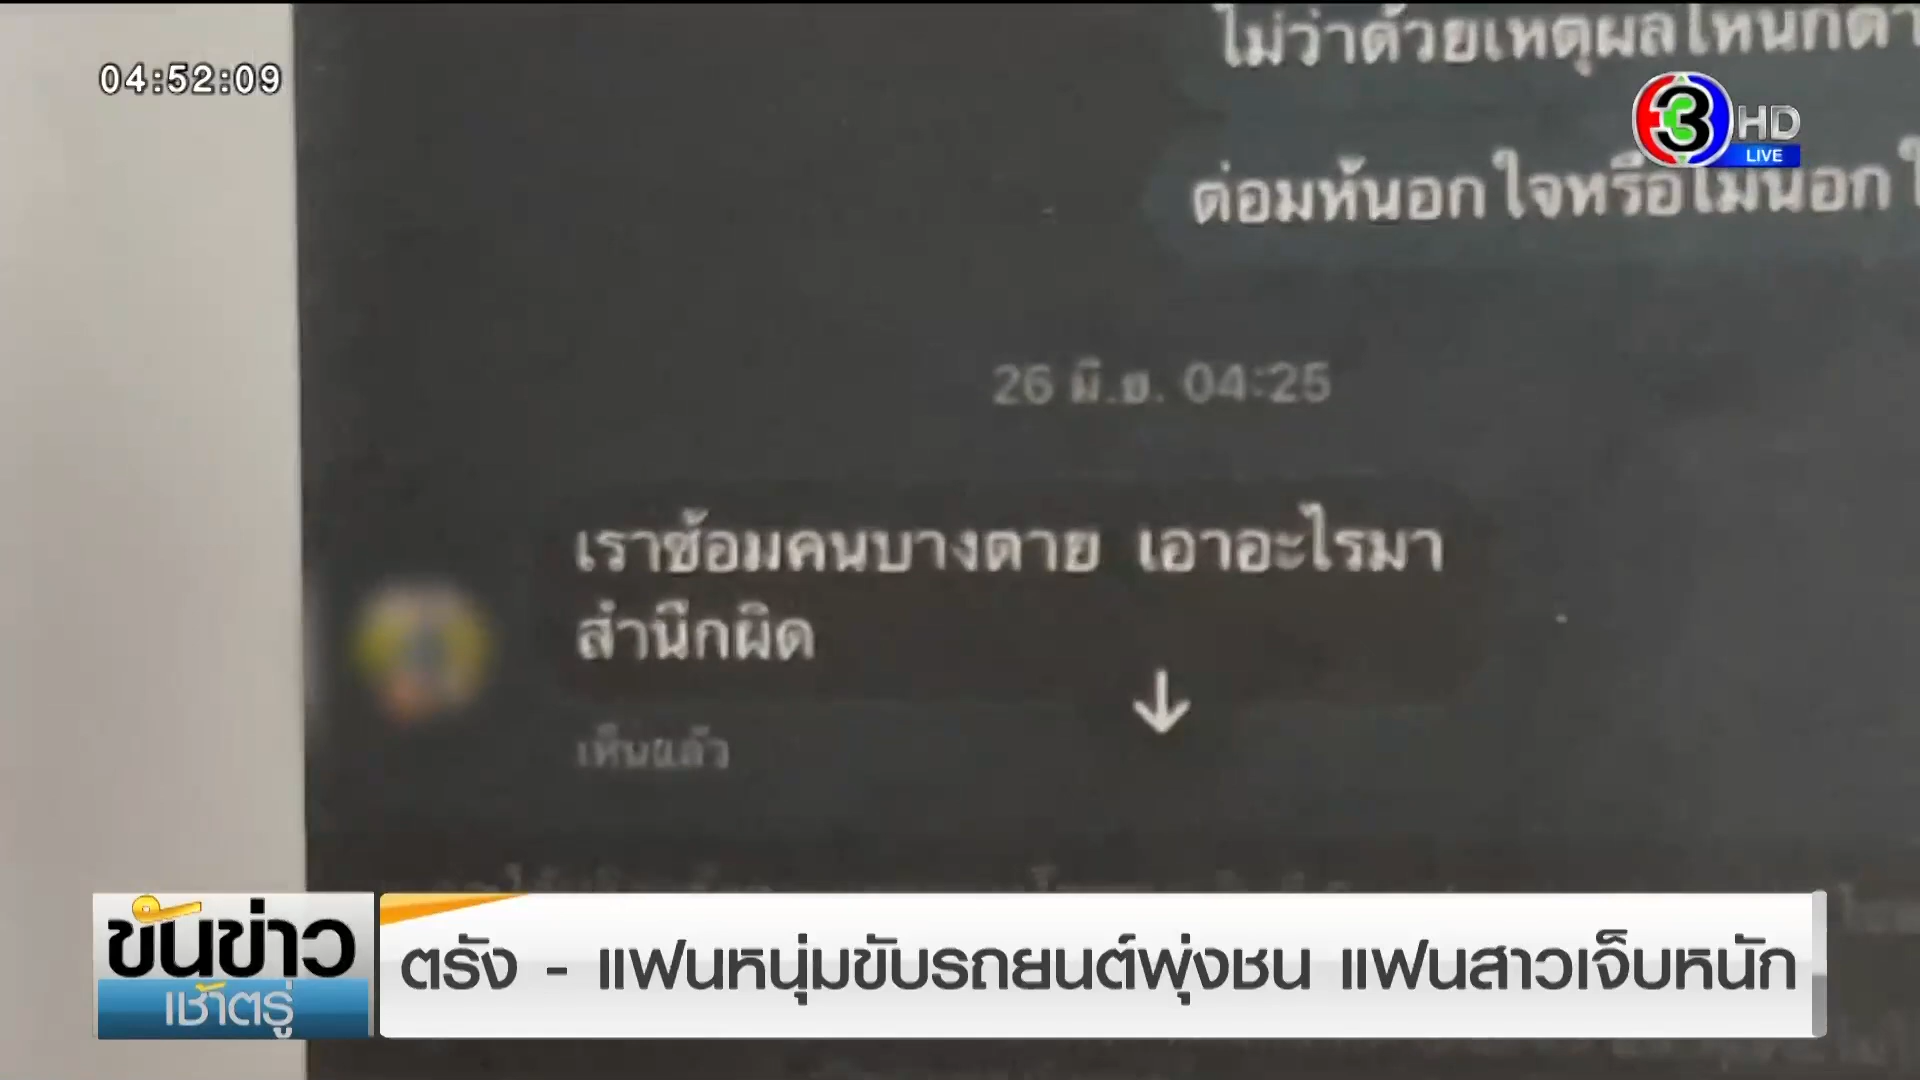 ไม่ว่าด้วยเหตุผลไหนก็ตา
04:52:09
3 HD
LIVE
ต่อมห้นอกใจหรือไม่นอกใ
26 มิ.ย. 04:25
เราซ้อมคนบางตาย เอาอะไรมา
สำนึกผิด
เห็นแล้ว
ขันข่าว
เช้าตรู่
ตรัง - แฟนหนุ่มขับรถยนต์พุ่งชน แฟนสาวเจ็บหนัก